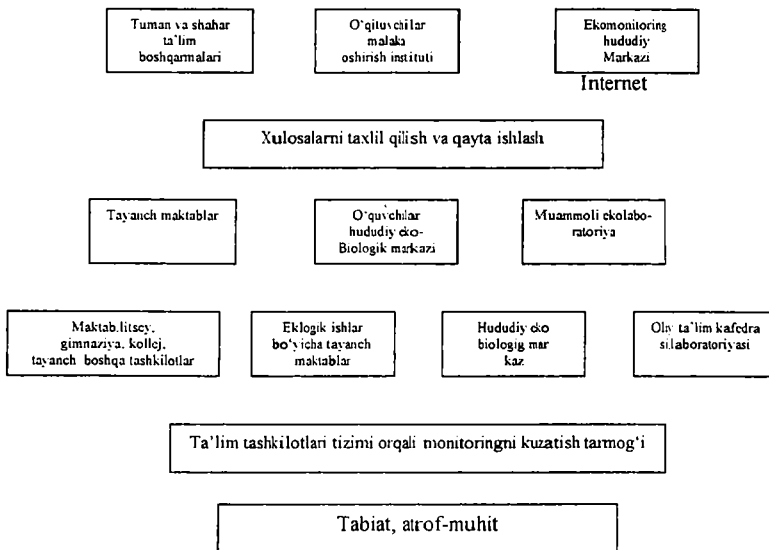 Tuman va shahar
ta'lim
boshqarmalari
O'qituvchilar
malaka
oshirish instituti
Ekomonitoring
hududiy
Markazi
Internet
Xulosalarni taxlil qilish va qayta ishlash
Tayanch maktablar
O'quvchilar
hududiy eko-
Biologik markazi
Muammoli ekolabo-
ratoriya
Maktab.litsey,
gimnaziya, kollej,
tayanch boshqa tashkilotlar
Eklogik ishlar
bo'yicha tayanch
maktablar
Hududiy eko
biologig mar
kaz
Oliy ta'lim kafedra
si.laboratoriyasi
Ta'lim tashkilotlari tizimi orqali monitoringni kuzatish tarmog'i
Tabiat, atrof-muhit